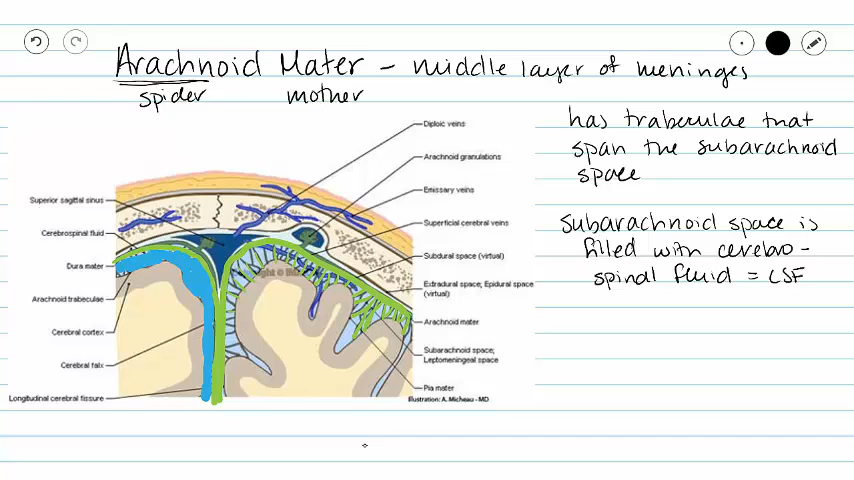 Arachnoid Mater - middle layer of meninges
spider mother
has trabeculae that
span the subarachnoid
space
subarachnoid space is
filled with cerebro-
spinal fluid = CSF
Diploic veins
Arachnoid granulations
Emissary veins
Superficial cerebral veins
Subdural space (virtual)
Extradural space; Epidural space
(virtual)
Arachnoid mater
Subarachnoid space;
Leptomeningeal space
Pia mater
Superior sagittal sinus
Cerebrospinal fluid
Dura mater
Arachnoid trabeculae
Cerebral cortex
Cerebral falx
Longitudinal cerebral fissure
Illustration: A. Micheau - MD